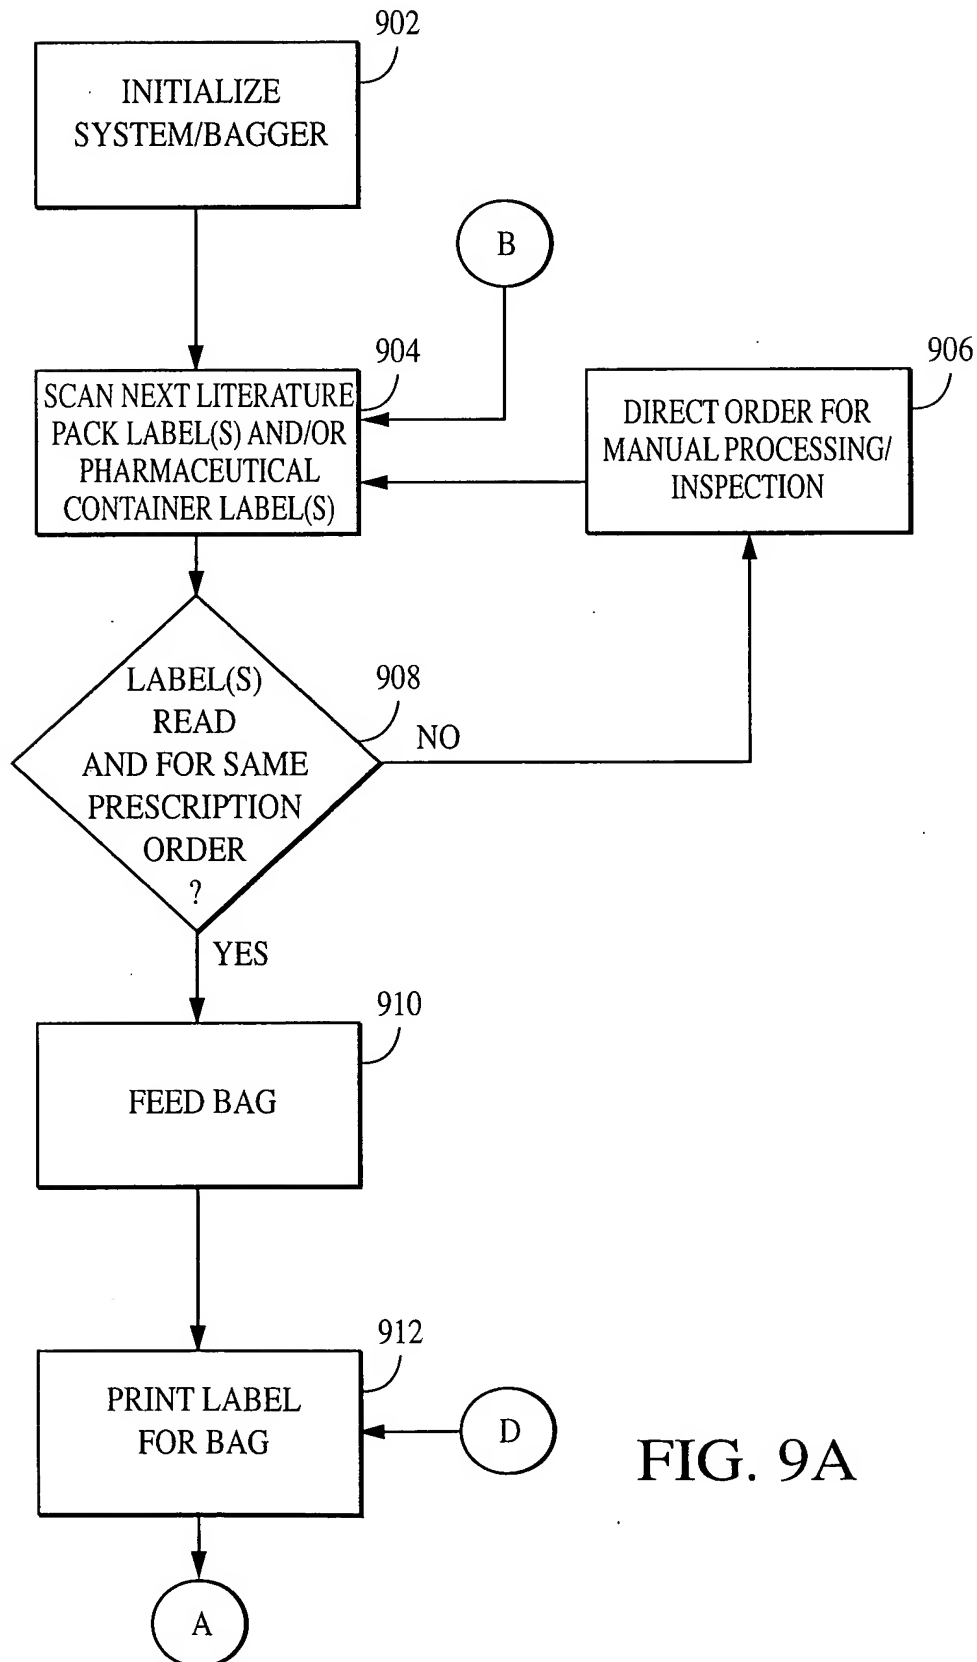 902
INITIALIZE
SYSTEM/BAGGER
B
904
906
SCAN NEXT LITERATURE
PACK LABEL(S) AND/OR
PHARMACEUTICAL
CONTAINER LABEL(S)
DIRECT ORDER FOR
MANUAL PROCESSING/
INSPECTION
LABEL(S)
READ
AND FOR SAME
PRESCRIPTION
ORDER
?
908
NO
YES
910
FEED BAG
912
PRINT LABEL
FOR BAG
D
FIG. 9A
A